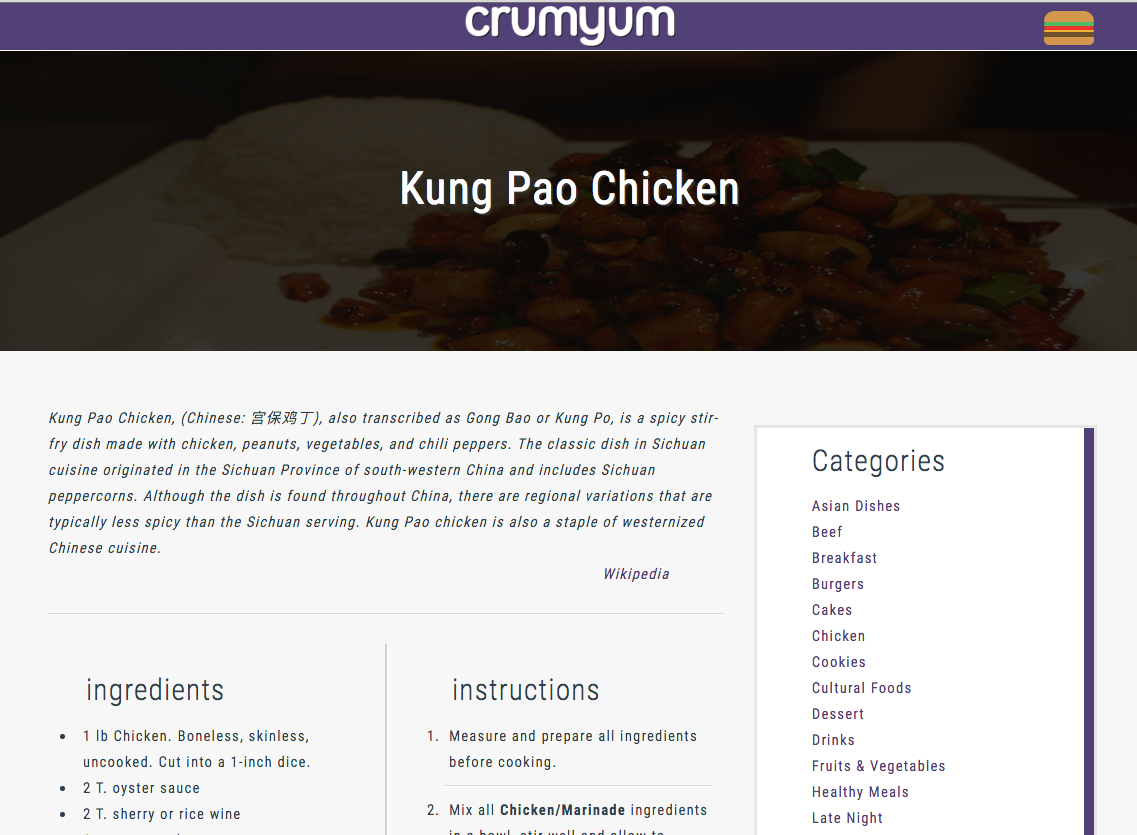 crumyum
Kung Pao Chicken
Kung Pao Chicken, (Chinese: 宫保鸡丁), also transcribed as Gong Bao or Kung Po, is a spicy stir-
fry dish made with chicken, peanuts, vegetables, and chili peppers. The classic dish in Sichuan
cuisine originated in the Sichuan Province of south-western China and includes Sichuan
peppercorns. Although the dish is found throughout China, there are regional variations that are
typically less spicy than the Sichuan serving. Kung Pao chicken is also a staple of westernized
Chinese cuisine.
Wikipedia
ingredients
1 lb Chicken. Boneless, skinless,
uncooked. Cut into a 1-inch dice.
2 T. oyster sauce
2 T. sherry or rice wine
instructions
1. Measure and prepare all ingredients
before cooking.
2. Mix all Chicken/Marinade ingredients
in a bowl, stir well and allow to
Categories
Asian Dishes
Beef
Breakfast
Burgers
Cakes
Chicken
Cookies
Cultural Foods
Dessert
Drinks
Fruits & Vegetables
Healthy Meals
Late Night